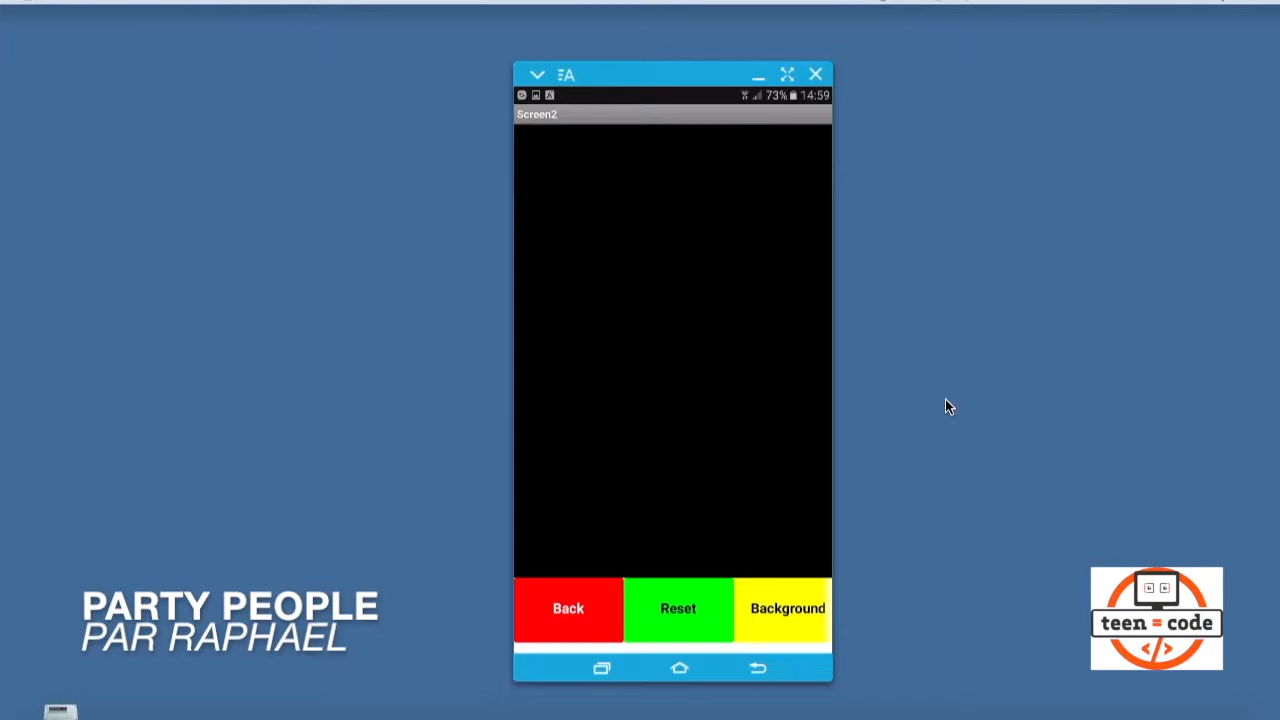 73% 14:59
Screen2
Back
Reset
Background
PARTY PEOPLE
PAR RAPHAEL
teen = code
</>